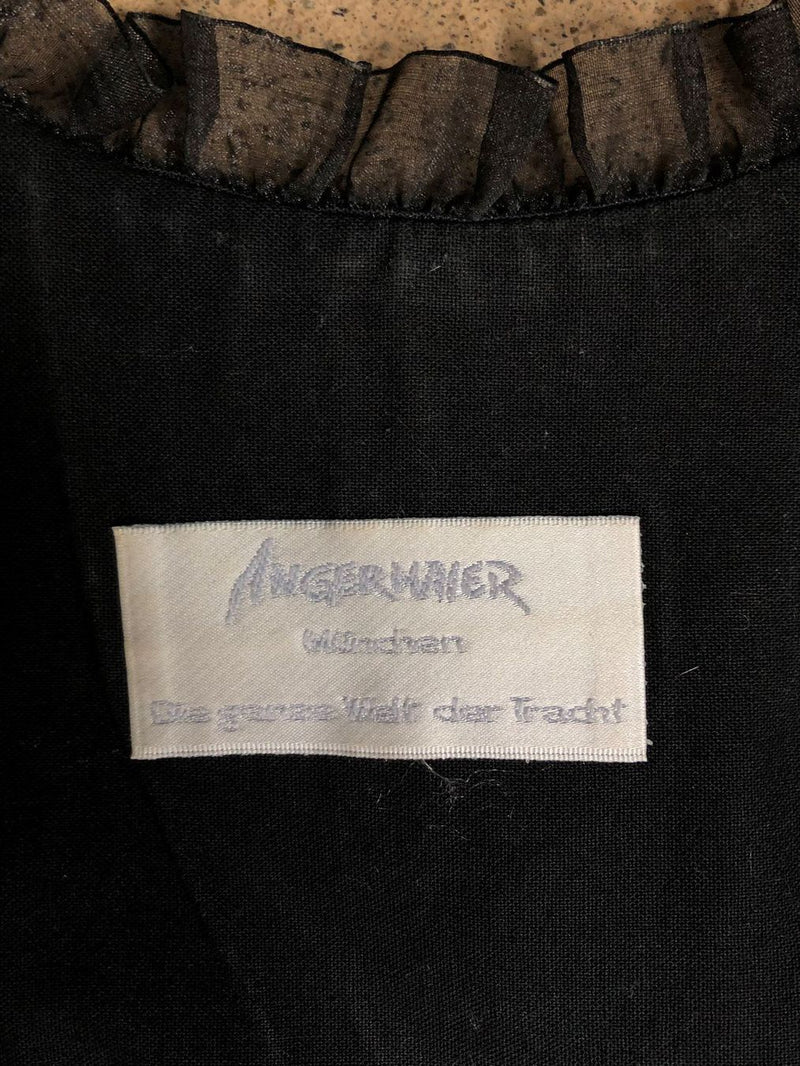 ANGERMAIER
München
Die ganze Welt der Tracht